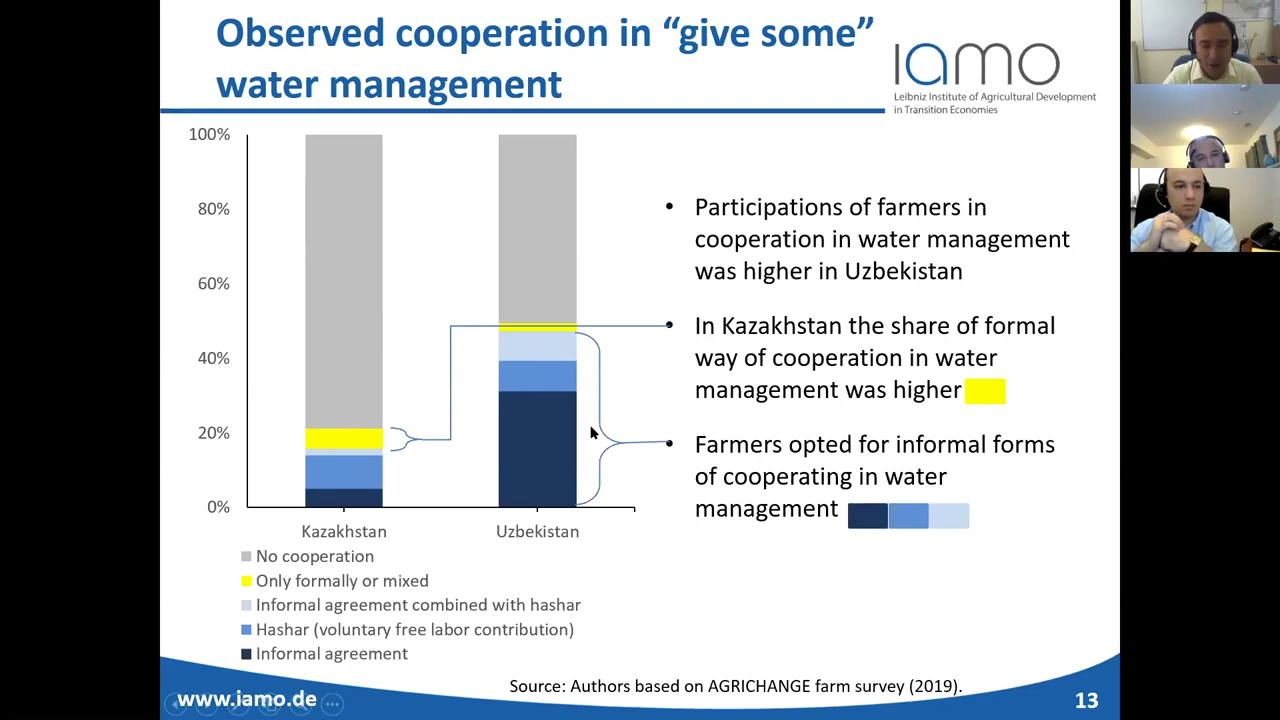 Observed cooperation in “give some”
water management
iamo
Leibniz Institute of Agricultural Development
in Transition Economies
100%
80%
60%
40%
20%
0%
Kazakhstan
Uzbekistan
No cooperation
Only formally or mixed
Informal agreement combined with hashar
Hashar (voluntary free labor contribution)
Informal agreement
• Participations of farmers in
cooperation in water management
was higher in Uzbekistan
• In Kazakhstan the share of formal
way of cooperation in water
management was higher
• Farmers opted for informal forms
of cooperating in water
management
Source: Authors based on AGRICHANGE farm survey (2019).
www.iamo.de
13